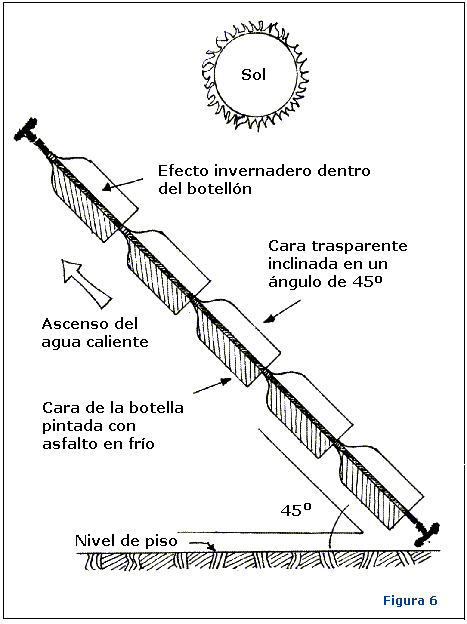 Sol
Efecto invernadero dentro
del botellón
Cara trasparente
inclinada en un
ángulo de 45º
Ascenso del
agua caliente
Cara de la botella
pintada con
asfalto en frío
45º
Nivel de piso
Figura 6